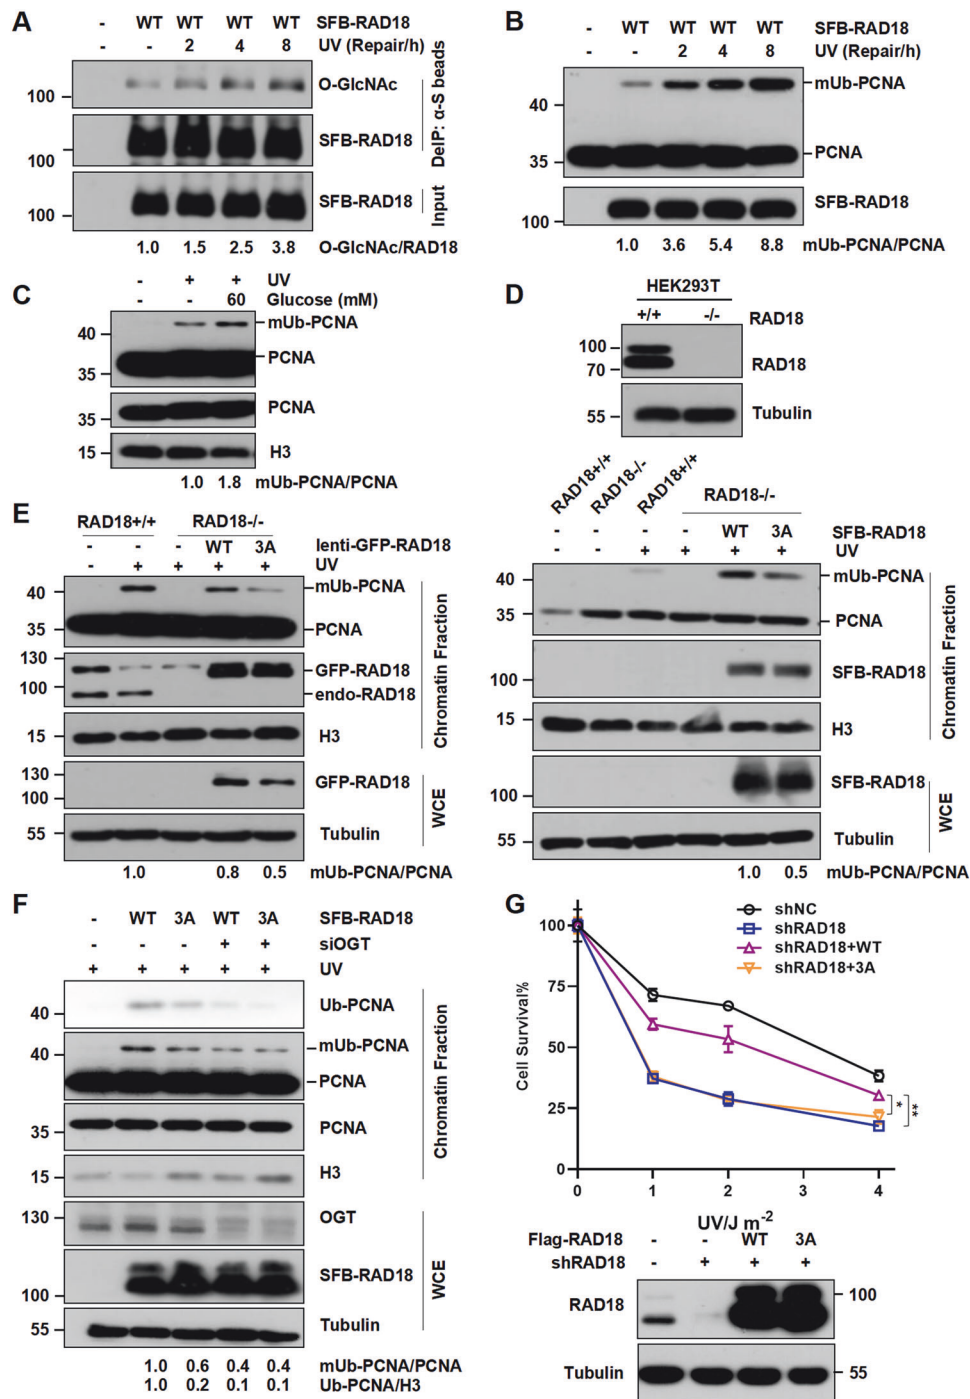 A
- WT WT WT WT SFB-RAD18
- - 2 4 8 UV (Repair/h)
O-GlcNAc
100
SFB-RAD18
100
DeIP: α-S beads
SFB-RAD18
100
Input
1.0 1.5 2.5 3.8 O-GlcNAc/RAD18
B
- WT WT WT WT SFB-RAD18
- - 2 4 8 UV (Repair/h)
mUb-PCNA
40
35
PCNA
SFB-RAD18
100
1.0 3.6 5.4 8.8 mUb-PCNA/PCNA
C
- + + UV
- - 60 Glucose (mM)
mUb-PCNA
40
PCNA
35
35 PCNA
15 H3
1.0 1.8 mUb-PCNA/PCNA
D
HEK293T
+/+ -/- RAD18
100
70 RAD18
55 Tubulin
RAD18+/+
RAD18-/-
RAD18+/+
RAD18-/-
- - - - WT 3A SFB-RAD18
- - + + + + UV
40 mUb-PCNA
35 PCNA
100 SFB-RAD18
15 H3
Chromatin Fraction
100 SFB-RAD18
55 Tubulin
WCE
1.0 0.5 mUb-PCNA/PCNA
E
RAD18+/+ RAD18-/-
- - - WT 3A lenti-GFP-RAD18
- + + + + UV
40 mUb-PCNA
35 PCNA
130 GFP-RAD18
100 endo-RAD18
15 H3
Chromatin Fraction
130 GFP-RAD18
100
55 Tubulin
WCE
1.0 0.8 0.5 mUb-PCNA/PCNA
F
- WT 3A WT 3A SFB-RAD18
- - - + + siOGT
+ + + + + UV
Ub-PCNA
40
40 mUb-PCNA
PCNA
35 PCNA
15 H3
Chromatin Fraction
130 OGT
SFB-RAD18
100
55 Tubulin
WCE
1.0 0.6 0.4 0.4 mUb-PCNA/PCNA
1.0 0.2 0.1 0.1 Ub-PCNA/H3
G
shNC
shRAD18
shRAD18+WT
shRAD18+3A
Cell Survival%
100
75
50
25
0
*
**
0 1 2 3 4
UV/J m⁻²
Flag-RAD18 - - WT 3A
shRAD18 - + + +
RAD18 100
Tubulin 55